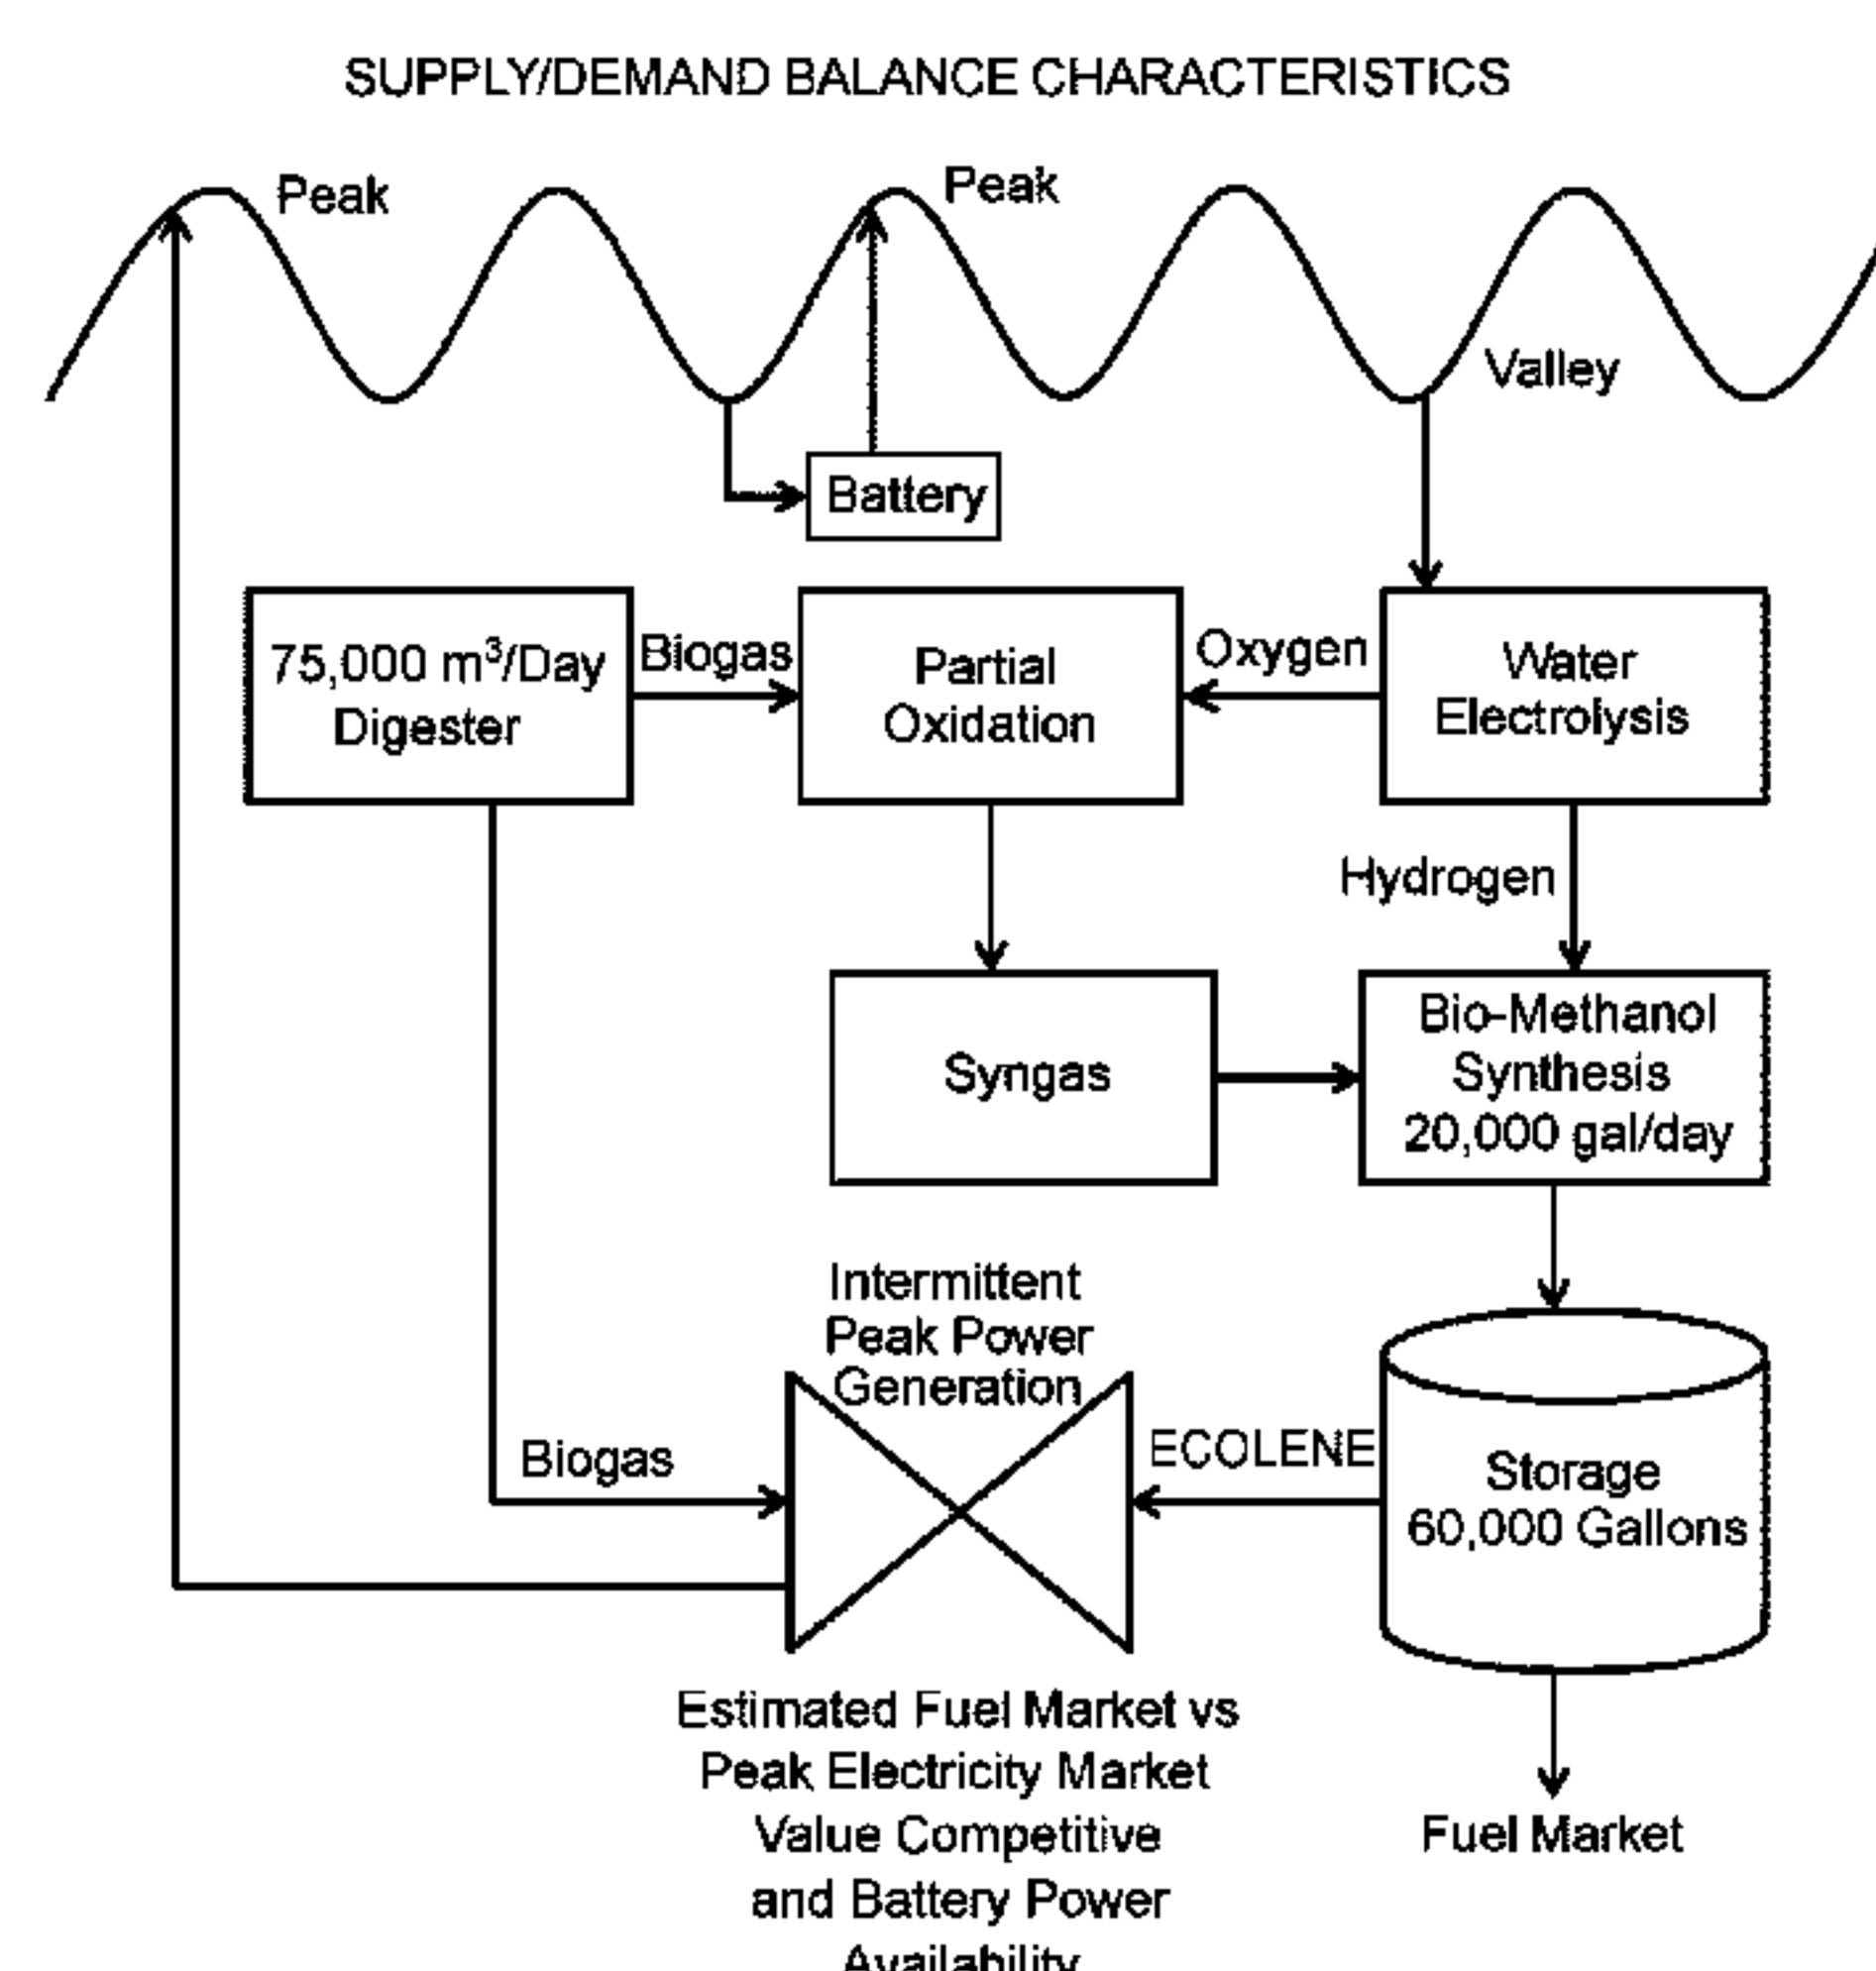 SUPPLY/DEMAND BALANCE CHARACTERISTICS
Peak
Peak
Valley
Battery
75,000 m³/Day
Digester
Biogas
Partial
Oxidation
Oxygen
Water
Electrolysis
Hydrogen
Syngas
Bio-Methanol
Synthesis
20,000 gal/day
Intermittent
Peak Power
Generation
Biogas
ECOLENE
Storage
60,000 Gallons
Estimated Fuel Market vs
Peak Electricity Market
Value Competitive
and Battery Power
Availability
Fuel Market